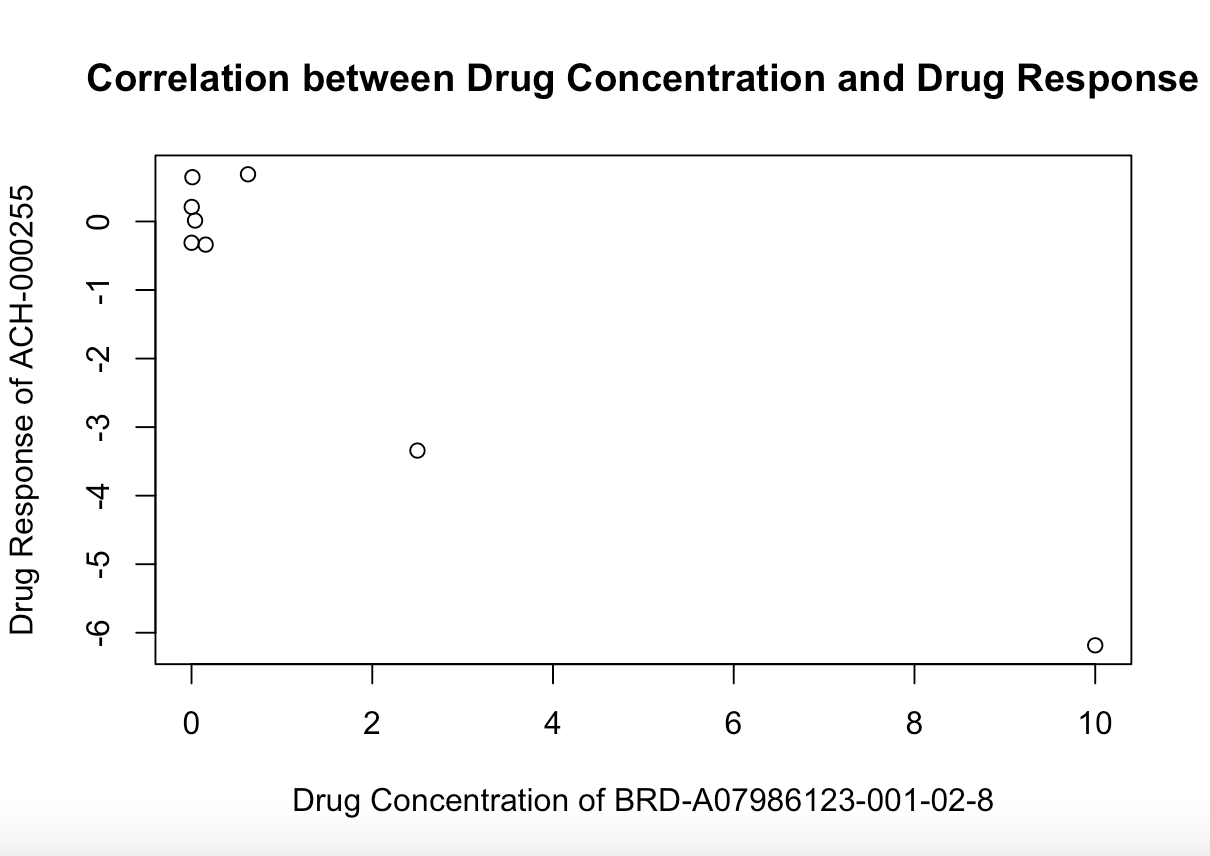 Correlation between Drug Concentration and Drug Response
Drug Response of ACH-000255
0
-1
-2
-3
-4
-5
-6
0 2 4 6 8 10
Drug Concentration of BRD-A07986123-001-02-8